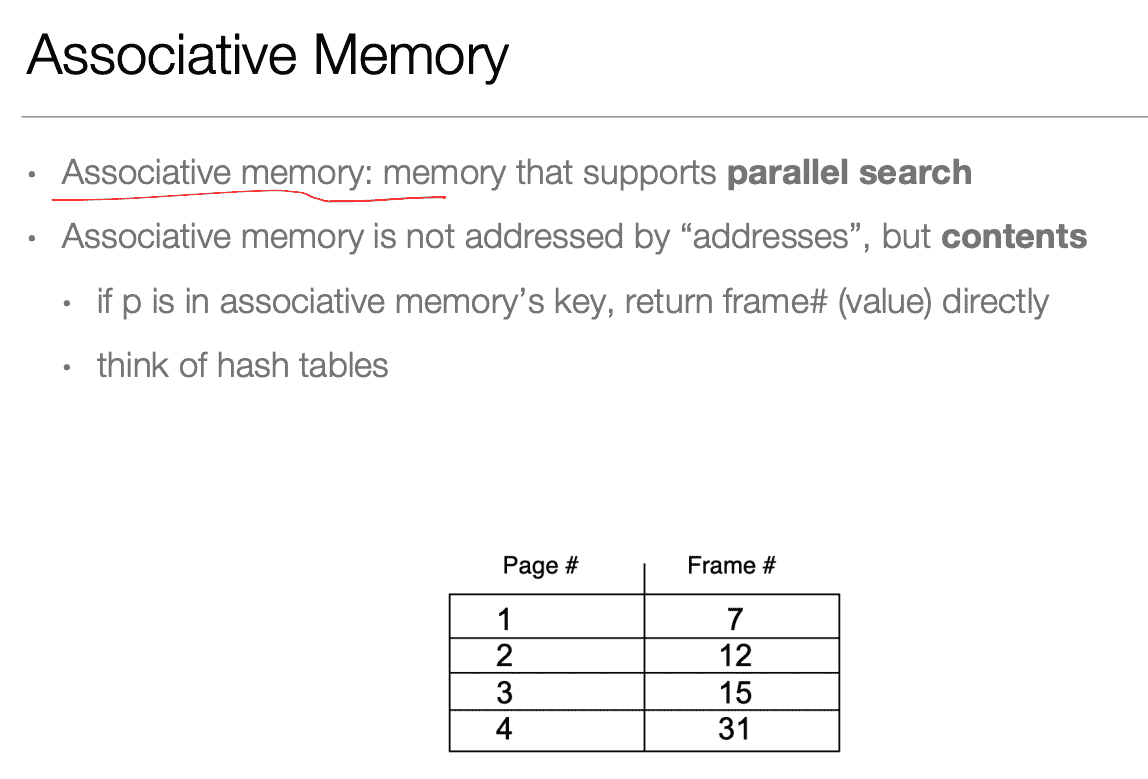 Associative Memory
• Associative memory: memory that supports parallel search
• Associative memory is not addressed by “addresses”, but contents
• if p is in associative memory’s key, return frame# (value) directly
• think of hash tables
Page # Frame #
1 7
2 12
3 15
4 31